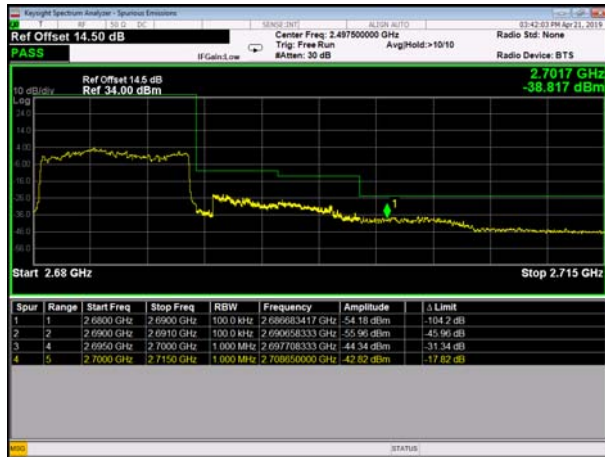 Keysight Spectrum Analyzer - Spurious Emissions
T RF 50 Ω DC SENSE:INT ALIGN AUTO 03:42:03 PM Apr 21, 2019
Ref Offset 14.50 dB Center Freq: 2.497500000 GHz Radio Std: None
Trig: Free Run Avg|Hold:>10/10
PASS IFGain:Low #Atten: 30 dB Radio Device: BTS
Ref Offset 14.5 dB 2.7017 GHz
10 dB/div Ref 34.00 dBm -38.817 dBm
Log
24.0
14.0
4.00
-6.00
-16.0
-26.0
-36.0
-46.0
-56.0
1
Start 2.68 GHz Stop 2.715 GHz
Spur Range Start Freq Stop Freq RBW Frequency Amplitude Δ Limit
1 1 2.6800 GHz 2.6900 GHz 100.0 kHz 2.686683417 GHz -54.18 dBm -104.2 dB
2 2 2.6900 GHz 2.6910 GHz 100.0 kHz 2.690658333 GHz -55.96 dBm -45.96 dB
3 4 2.6950 GHz 2.7000 GHz 1.000 MHz 2.697708333 GHz -44.34 dBm -31.34 dB
4 5 2.7000 GHz 2.7150 GHz 1.000 MHz 2.708650000 GHz -42.82 dBm -17.82 dB
MSG STATUS